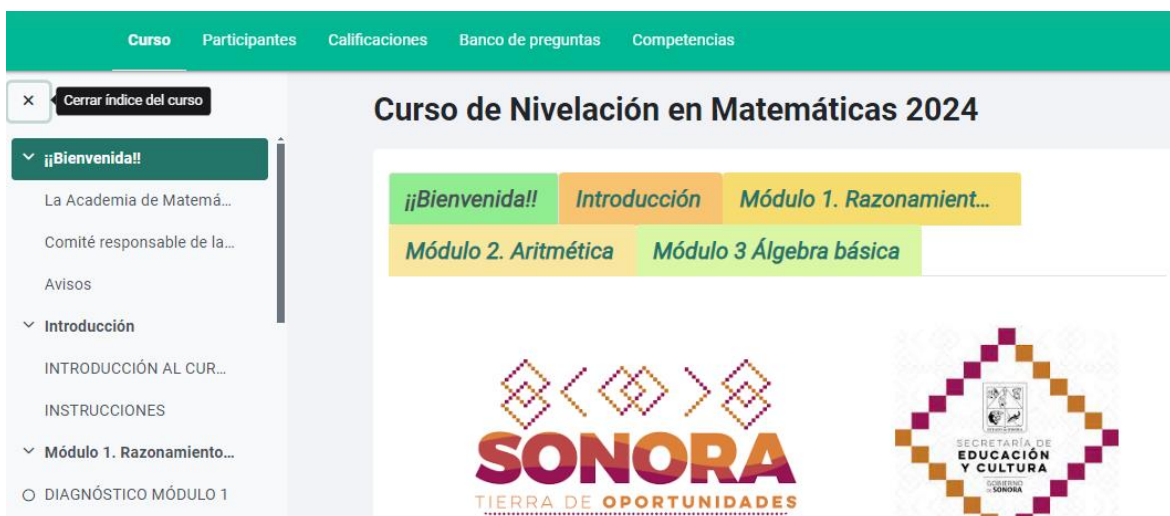 Curso Participantes Calificaciones Banco de preguntas Competencias
× Cerrar índice del curso
¡¡Bienvenida!!
La Academia de Matemá...
Comité responsable de la...
Avisos
Introducción
INTRODUCCIÓN AL CUR...
INSTRUCCIONES
Módulo 1. Razonamiento...
DIAGNÓSTICO MÓDULO 1
Curso de Nivelación en Matemáticas 2024
¡¡Bienvenida!! Introducción Módulo 1. Razonamient...
Módulo 2. Aritmética Módulo 3 Álgebra básica
SONORA
TIERRA DE OPORTUNIDADES
SECRETARÍA DE
EDUCACIÓN
Y CULTURA
GOBIERNO
DE SONORA